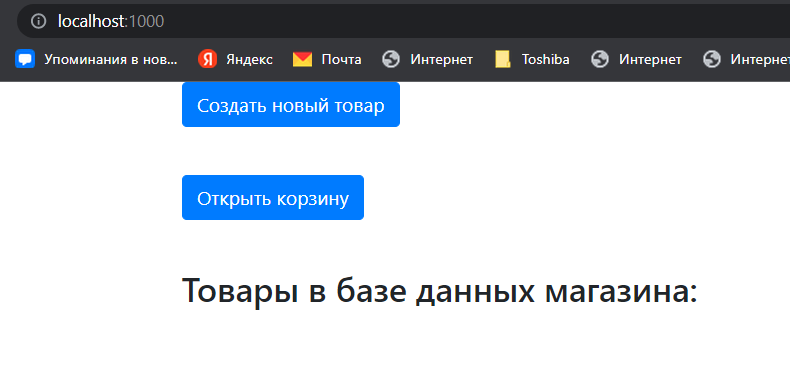 localhost:1000
Упоминания в нов... Яндекс Почта Интернет Toshiba Интернет Интернет
Создать новый товар
Открыть корзину
Товары в базе данных магазина: